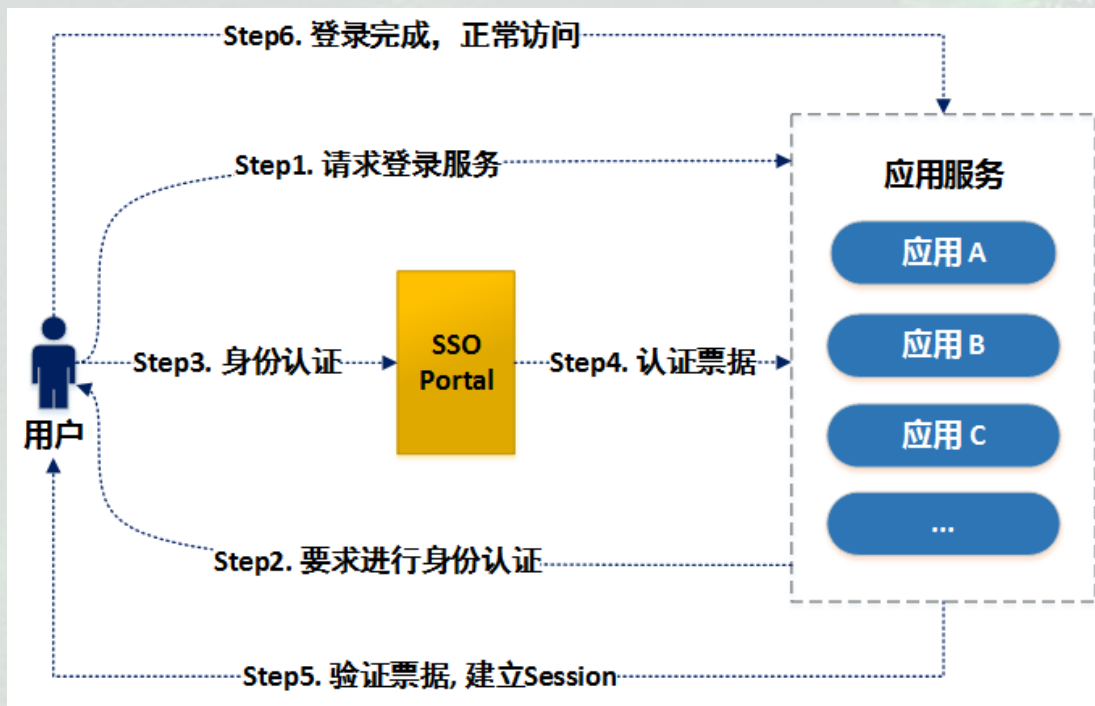 Step6. 登录完成，正常访问
Step1. 请求登录服务
应用服务
应用 A
Step3. 身份认证
SSO
Portal
Step4. 认证票据
应用 B
用户
应用 C
...
Step2. 要求进行身份认证
Step5. 验证票据, 建立Session